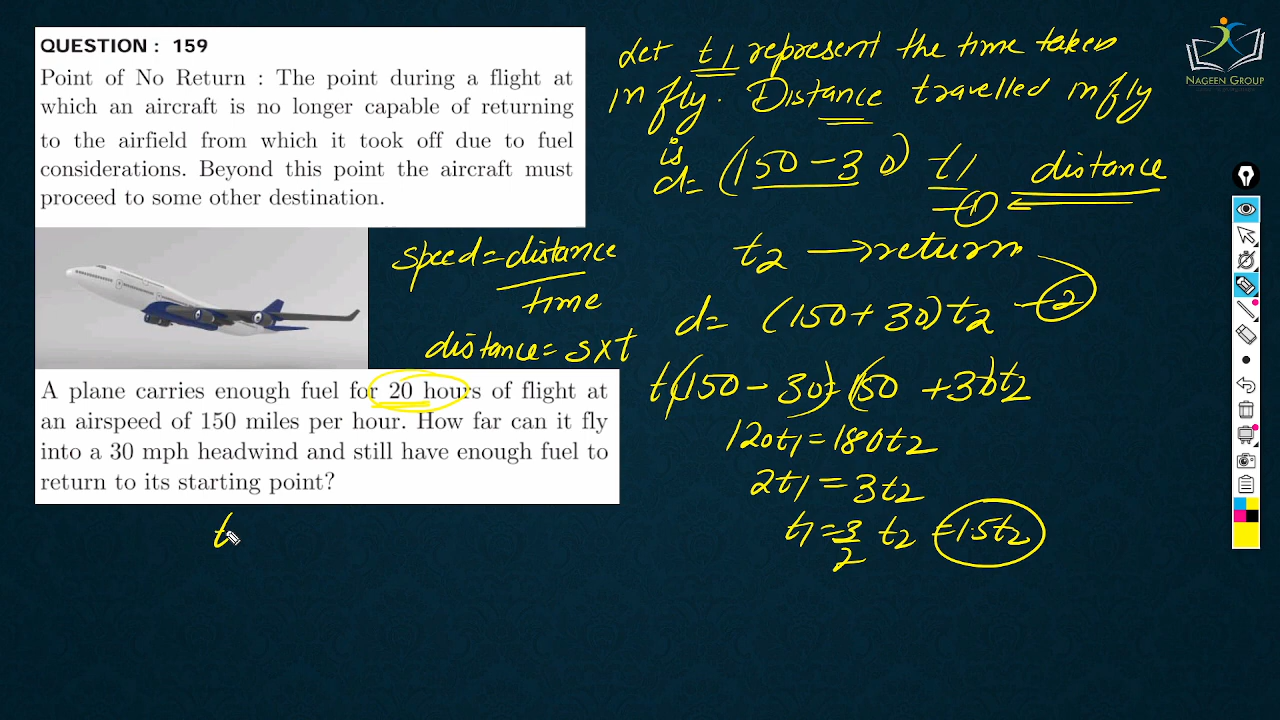 QUESTION : 159
Point of No Return : The point during a flight at
which an aircraft is no longer capable of returning
to the airfield from which it took off due to fuel
considerations. Beyond this point the aircraft must
proceed to some other destination.
speed = distance
time
distance = s x t
A plane carries enough fuel for 20 hours of flight at
an airspeed of 150 miles per hour. How far can it fly
into a 30 mph headwind and still have enough fuel to
return to its starting point?
t
Let t1 represent the time taken
in fly. Distance travelled in fly
is
d= (150 - 30) t1 distance
-①
t2 → return
d= (150 + 30) t2 -②
t1(150 - 30) = (150 + 30)t2
120t1 = 180t2
2t1 = 3t2
t1 = 3/2 t2 = 1.5t2
NAGEEN GROUP